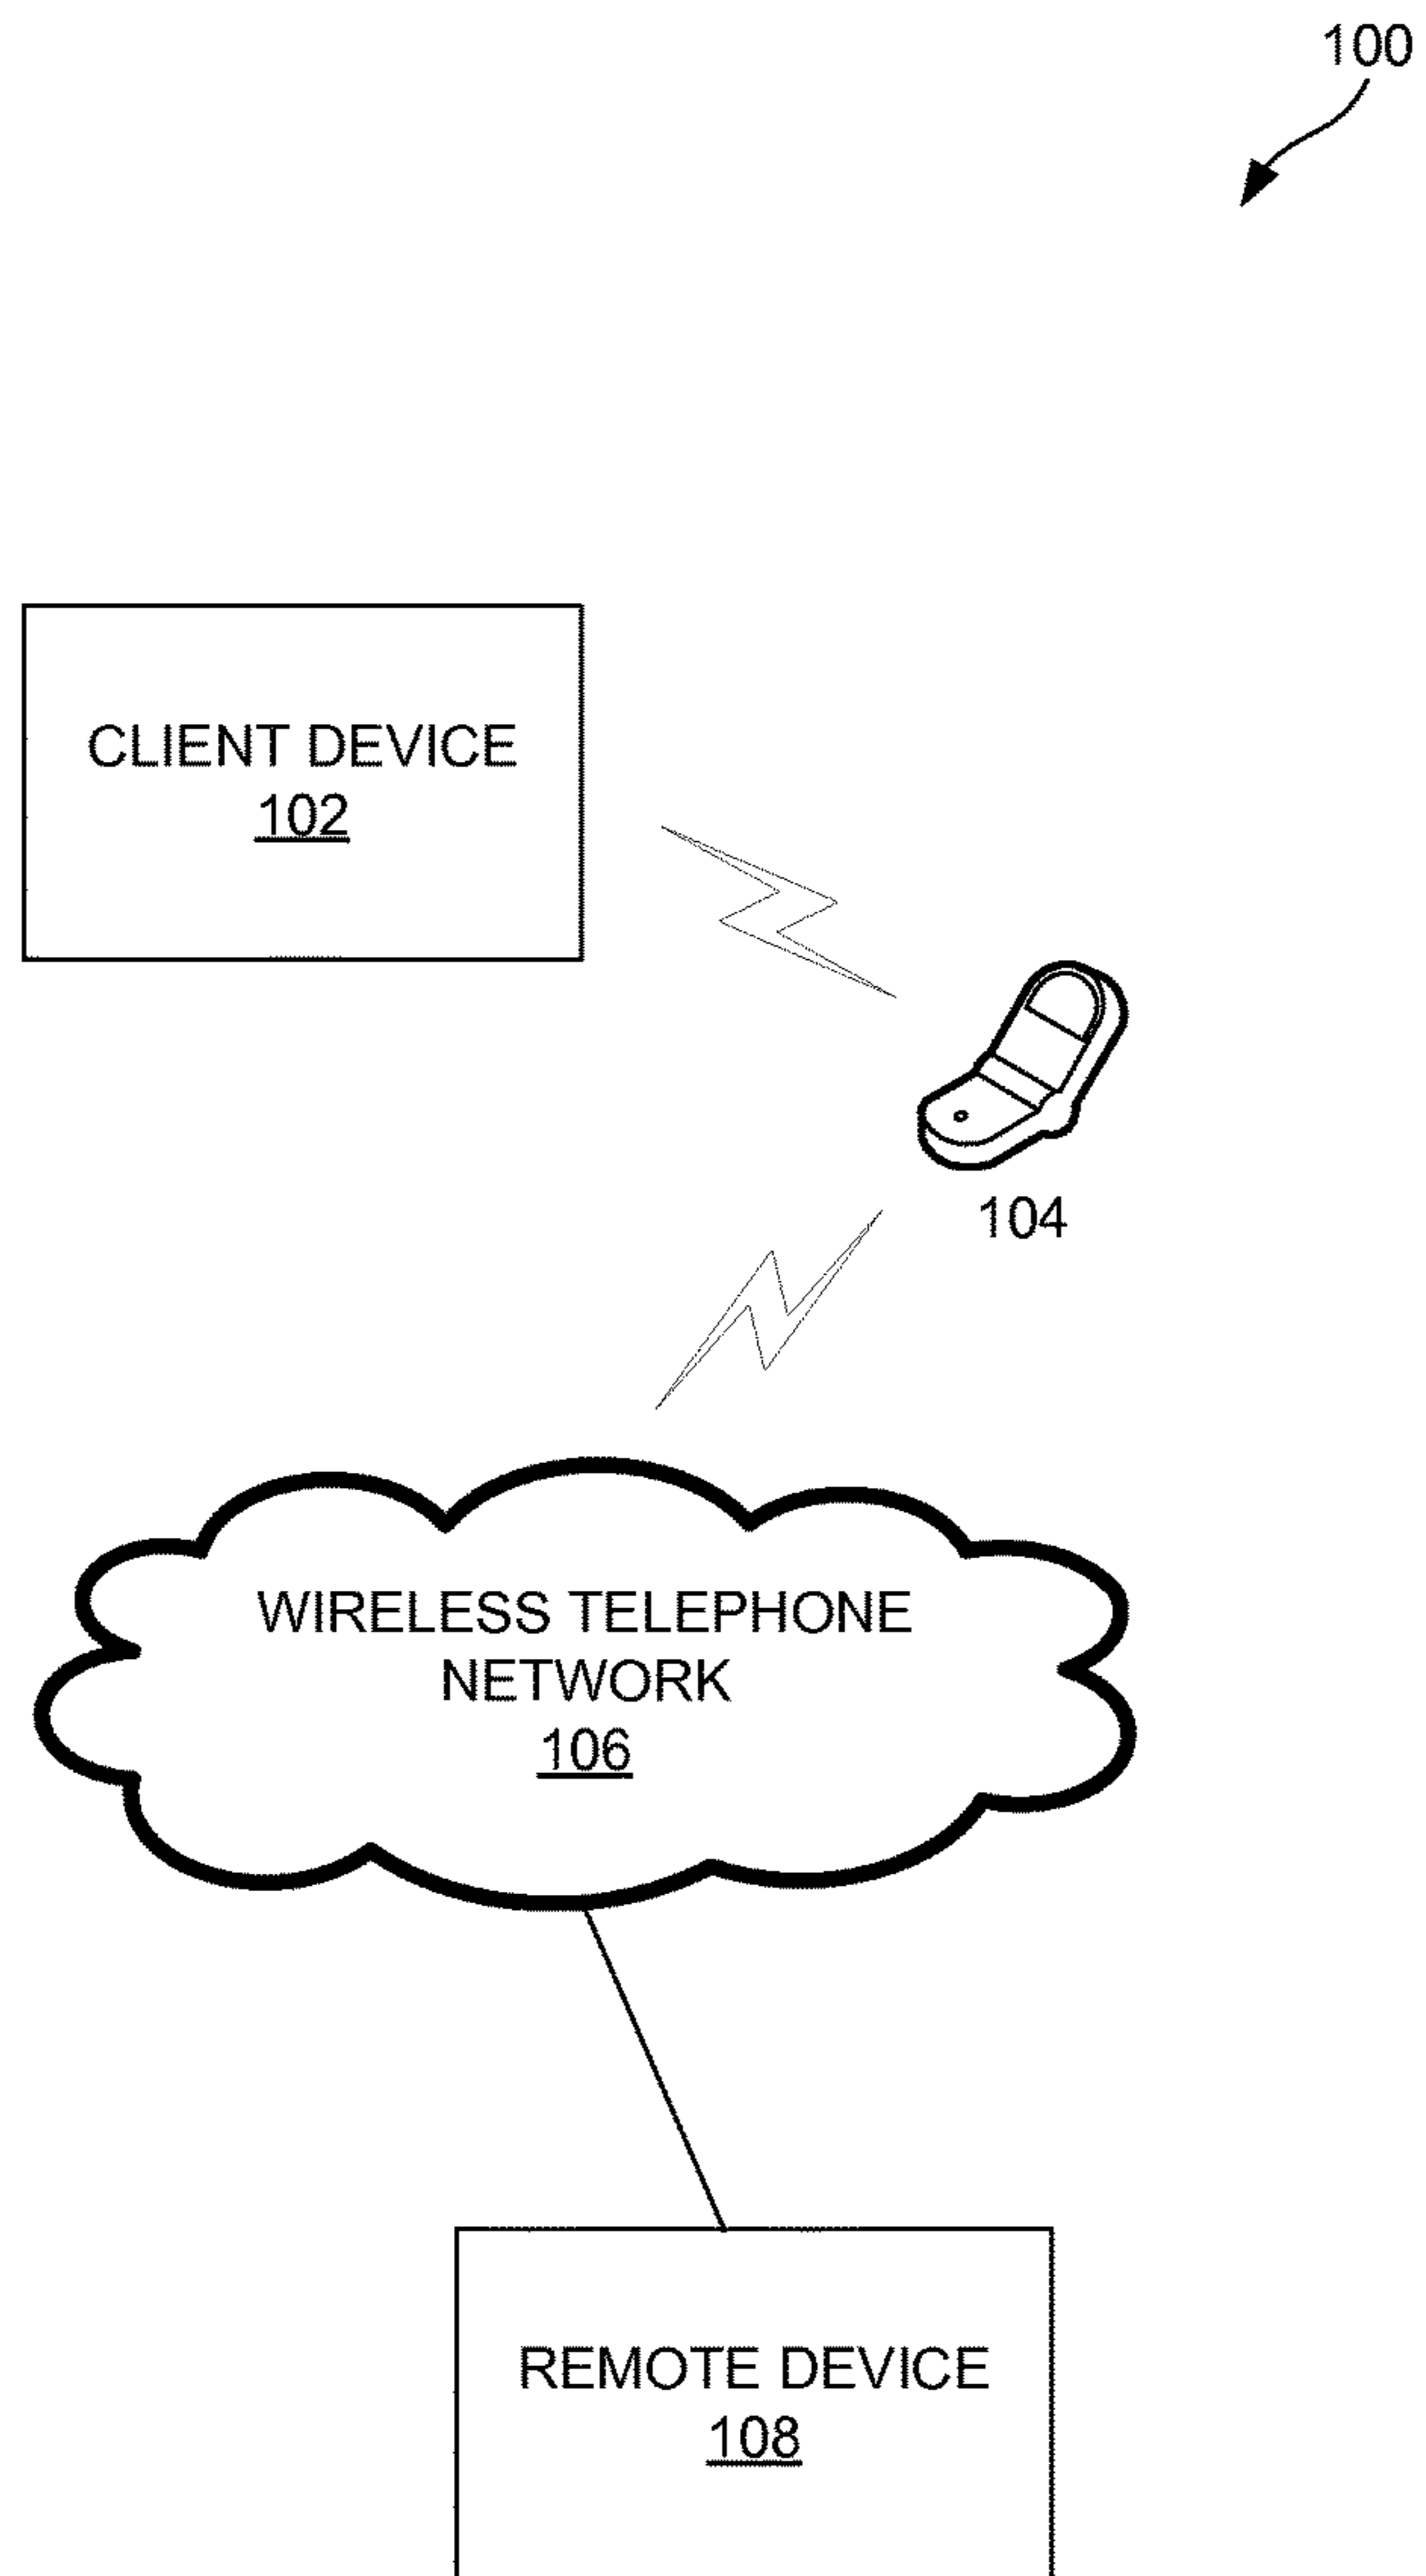 100
CLIENT DEVICE
102
104
WIRELESS TELEPHONE
NETWORK
106
REMOTE DEVICE
108